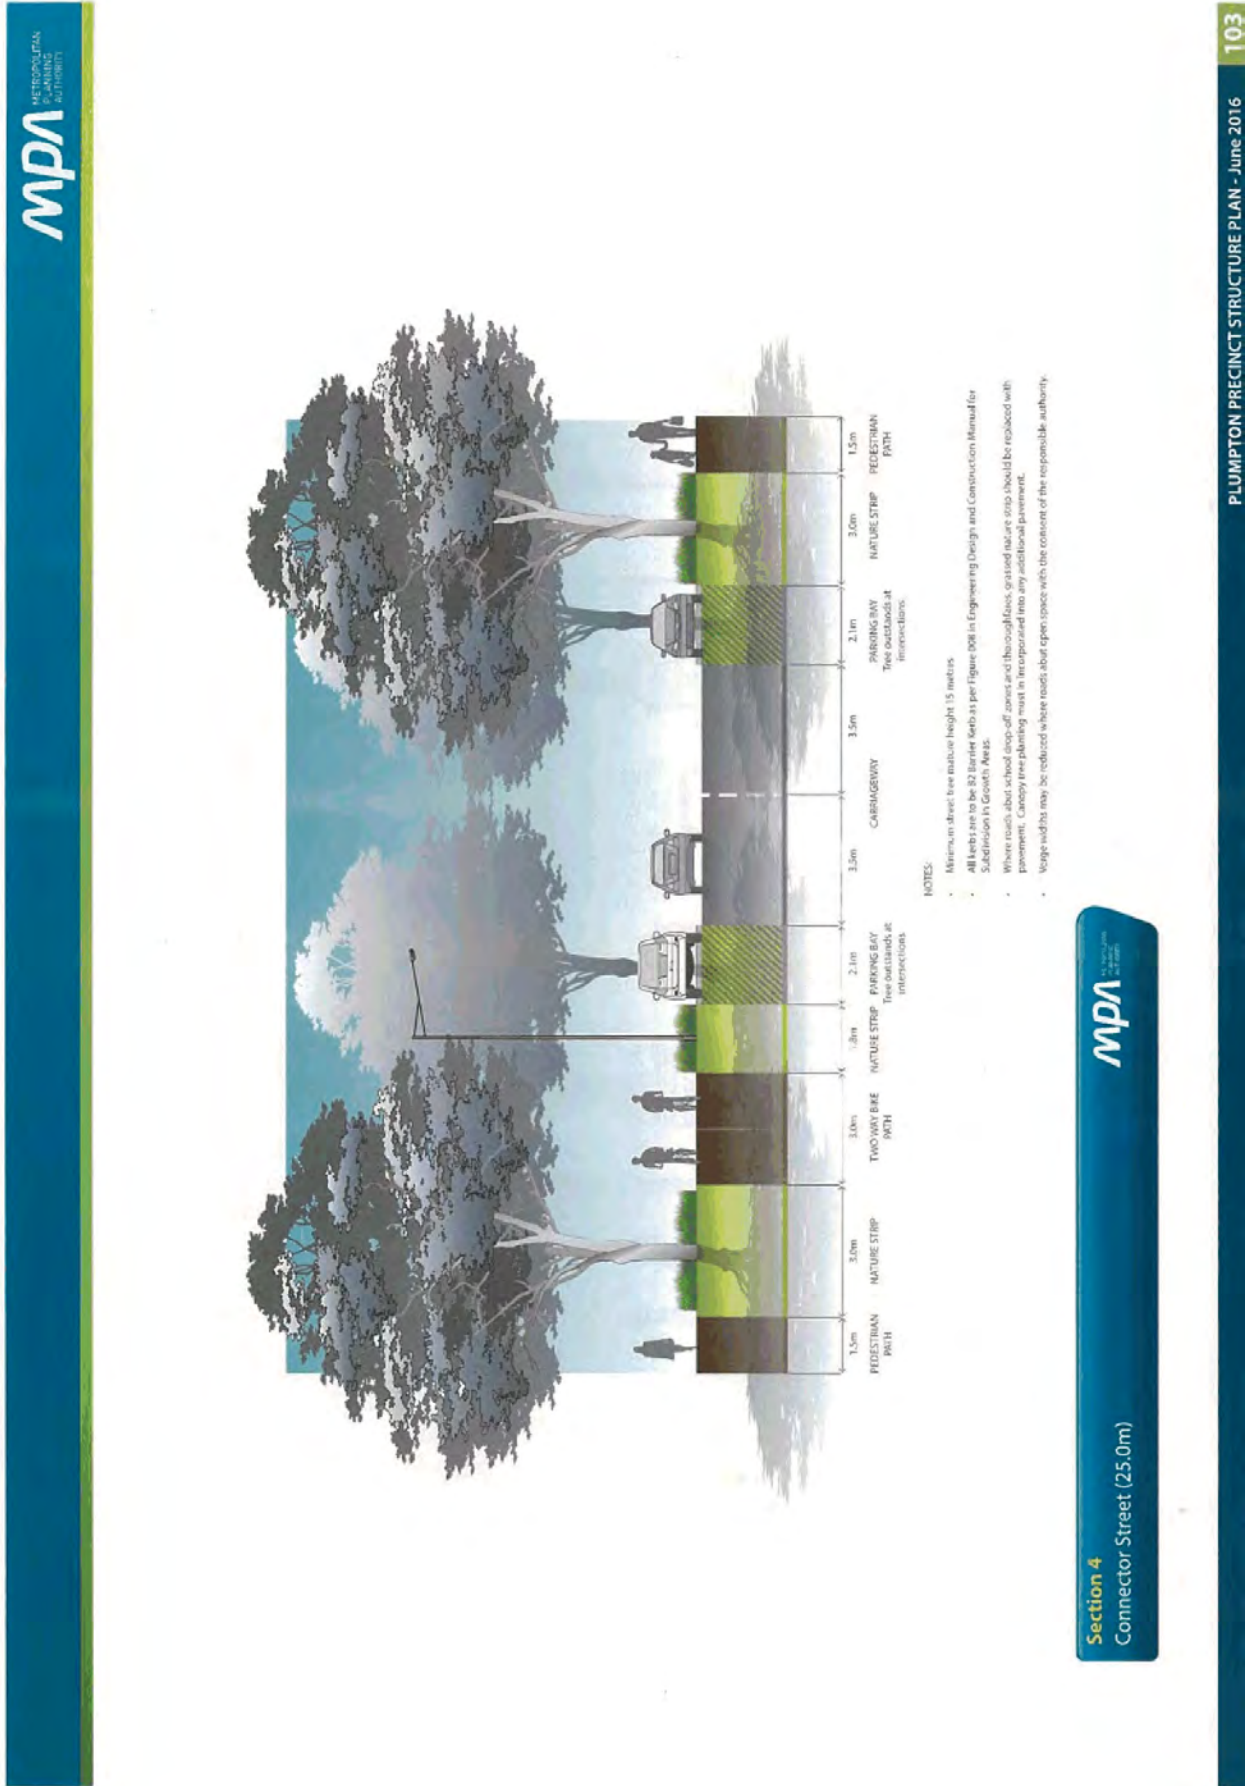 mpa
METROPOLITAN
PLANNING
AUTHORITY
1.5m
3.0m
3.0m
1.8m
2.1m
3.5m
3.5m
2.1m
3.0m
1.5m
PEDESTRIAN
PATH
NATURE STRIP
TWO WAY BIKE
PATH
NATURE STRIP
PARKING BAY
Tree outstands at
intersections
CARRIAGEWAY
PARKING BAY
Tree outstands at
intersections
NATURE STRIP
PEDESTRIAN
PATH
NOTES:
· Minimum street tree mature height 15 metres
· All kerbs are to be B2 Barrier Kerb as per Figure 008 in Engineering Design and Construction Manual for
Subdivision in Growth Areas.
· Where roads abut school drop-off zones and thoroughfares, grassed nature strip should be replaced with
pavement. Canopy tree planting must in incorporated into any additional pavement.
· Verge widths may be reduced where roads abut open space with the consent of the responsible authority.
Section 4
Connector Street (25.0m)
mpa
PLUMPTON PRECINCT STRUCTURE PLAN - June 2016
103